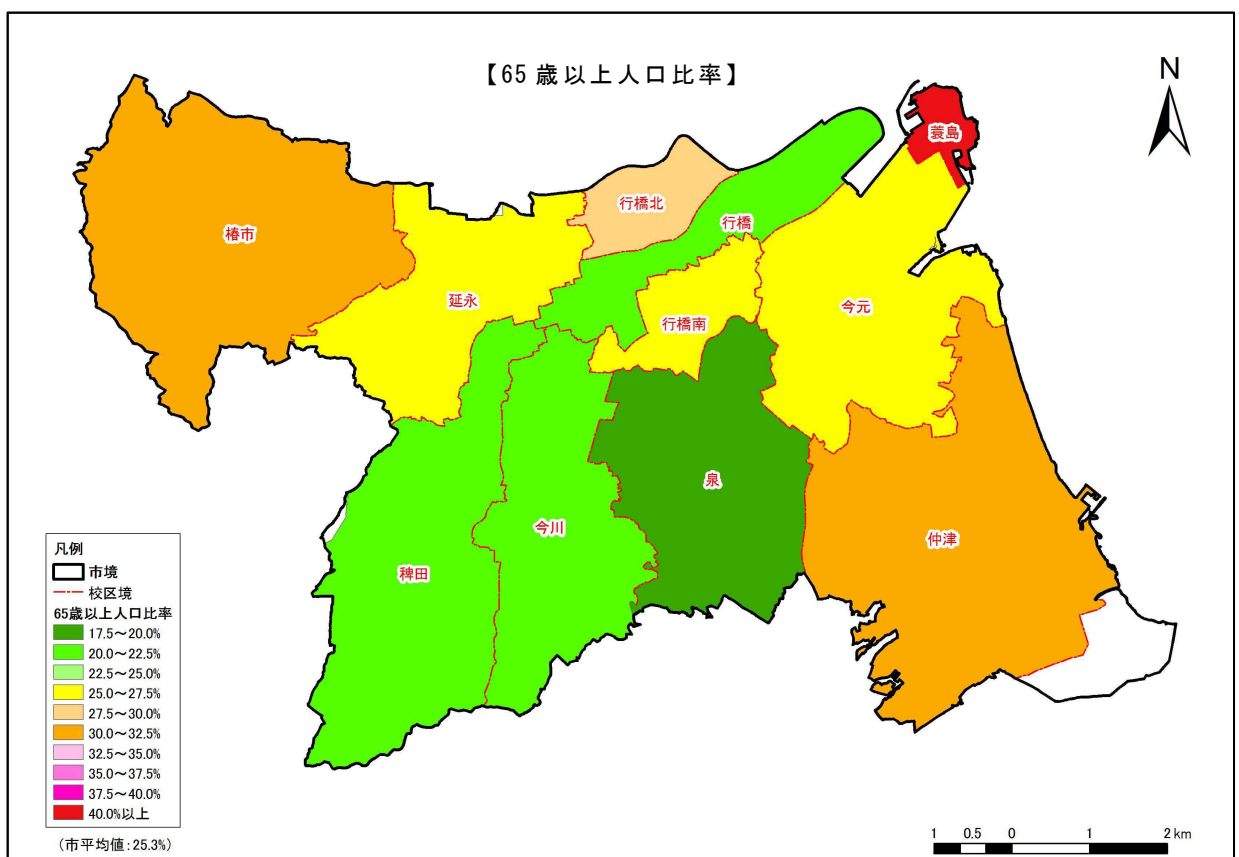 【65歳以上人口比率】
N
蓑島
行橋北
行橋
椿市
延永
今元
行橋南
泉
今川
仲津
稗田
凡例
市境
校区境
65歳以上人口比率
17.5～20.0%
20.0～22.5%
22.5～25.0%
25.0～27.5%
27.5～30.0%
30.0～32.5%
32.5～35.0%
35.0～37.5%
37.5～40.0%
40.0%以上
（市平均値：25.3%）
1 0.5 0 1 2 km